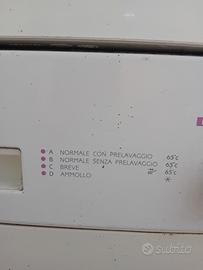 A NORMALE CON PRELAVAGGIO 65°C
B NORMALE SENZA PRELAVAGGIO 65°C
C BREVE 65°C
D AMMOLLO
subito